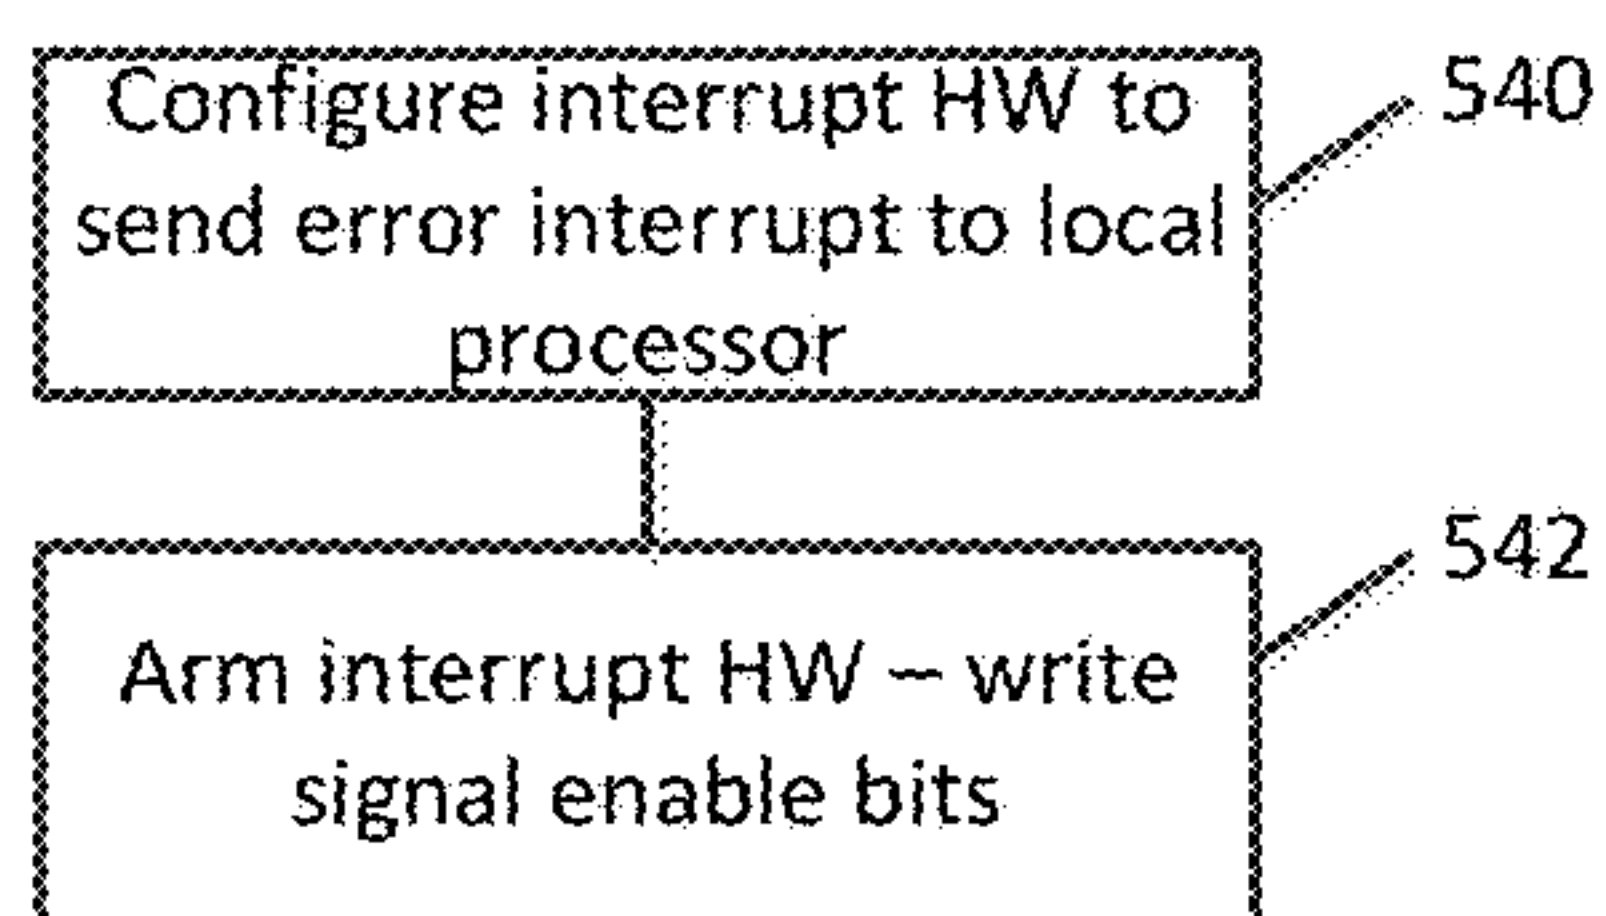 Configure interrupt HW to
send error interrupt to local
processor
540
Arm interrupt HW – write
signal enable bits
542